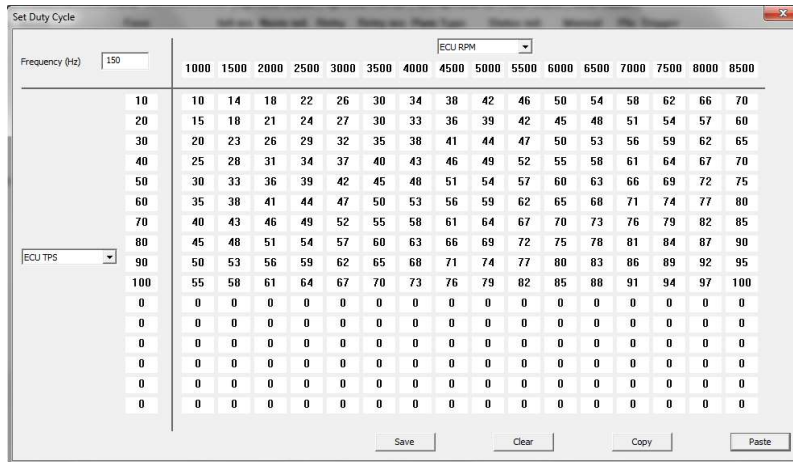 Set Duty Cycle
ECU RPM
Frequency (Hz) 150
1000 1500 2000 2500 3000 3500 4000 4500 5000 5500 6000 6500 7000 7500 8000 8500
10 10 14 18 22 26 30 34 38 42 46 50 54 58 62 66 70
20 15 18 21 24 27 30 33 36 39 42 45 48 51 54 57 60
30 20 23 26 29 32 35 38 41 44 47 50 53 56 59 62 65
40 25 28 31 34 37 40 43 46 49 52 55 58 61 64 67 70
50 30 33 36 39 42 45 48 51 54 57 60 63 66 69 72 75
60 35 38 41 44 47 50 53 56 59 62 65 68 71 74 77 80
70 40 43 46 49 52 55 58 61 64 67 70 73 76 79 82 85
80 45 48 51 54 57 60 63 66 69 72 75 78 81 84 87 90
ECU TPS
90 50 53 56 59 62 65 68 71 74 77 80 83 86 89 92 95
100 55 58 61 64 67 70 73 76 79 82 85 88 91 94 97 100
0 0 0 0 0 0 0 0 0 0 0 0 0 0 0 0 0
0 0 0 0 0 0 0 0 0 0 0 0 0 0 0 0 0
0 0 0 0 0 0 0 0 0 0 0 0 0 0 0 0 0
0 0 0 0 0 0 0 0 0 0 0 0 0 0 0 0 0
0 0 0 0 0 0 0 0 0 0 0 0 0 0 0 0 0
0 0 0 0 0 0 0 0 0 0 0 0 0 0 0 0 0
Save Clear Copy Paste